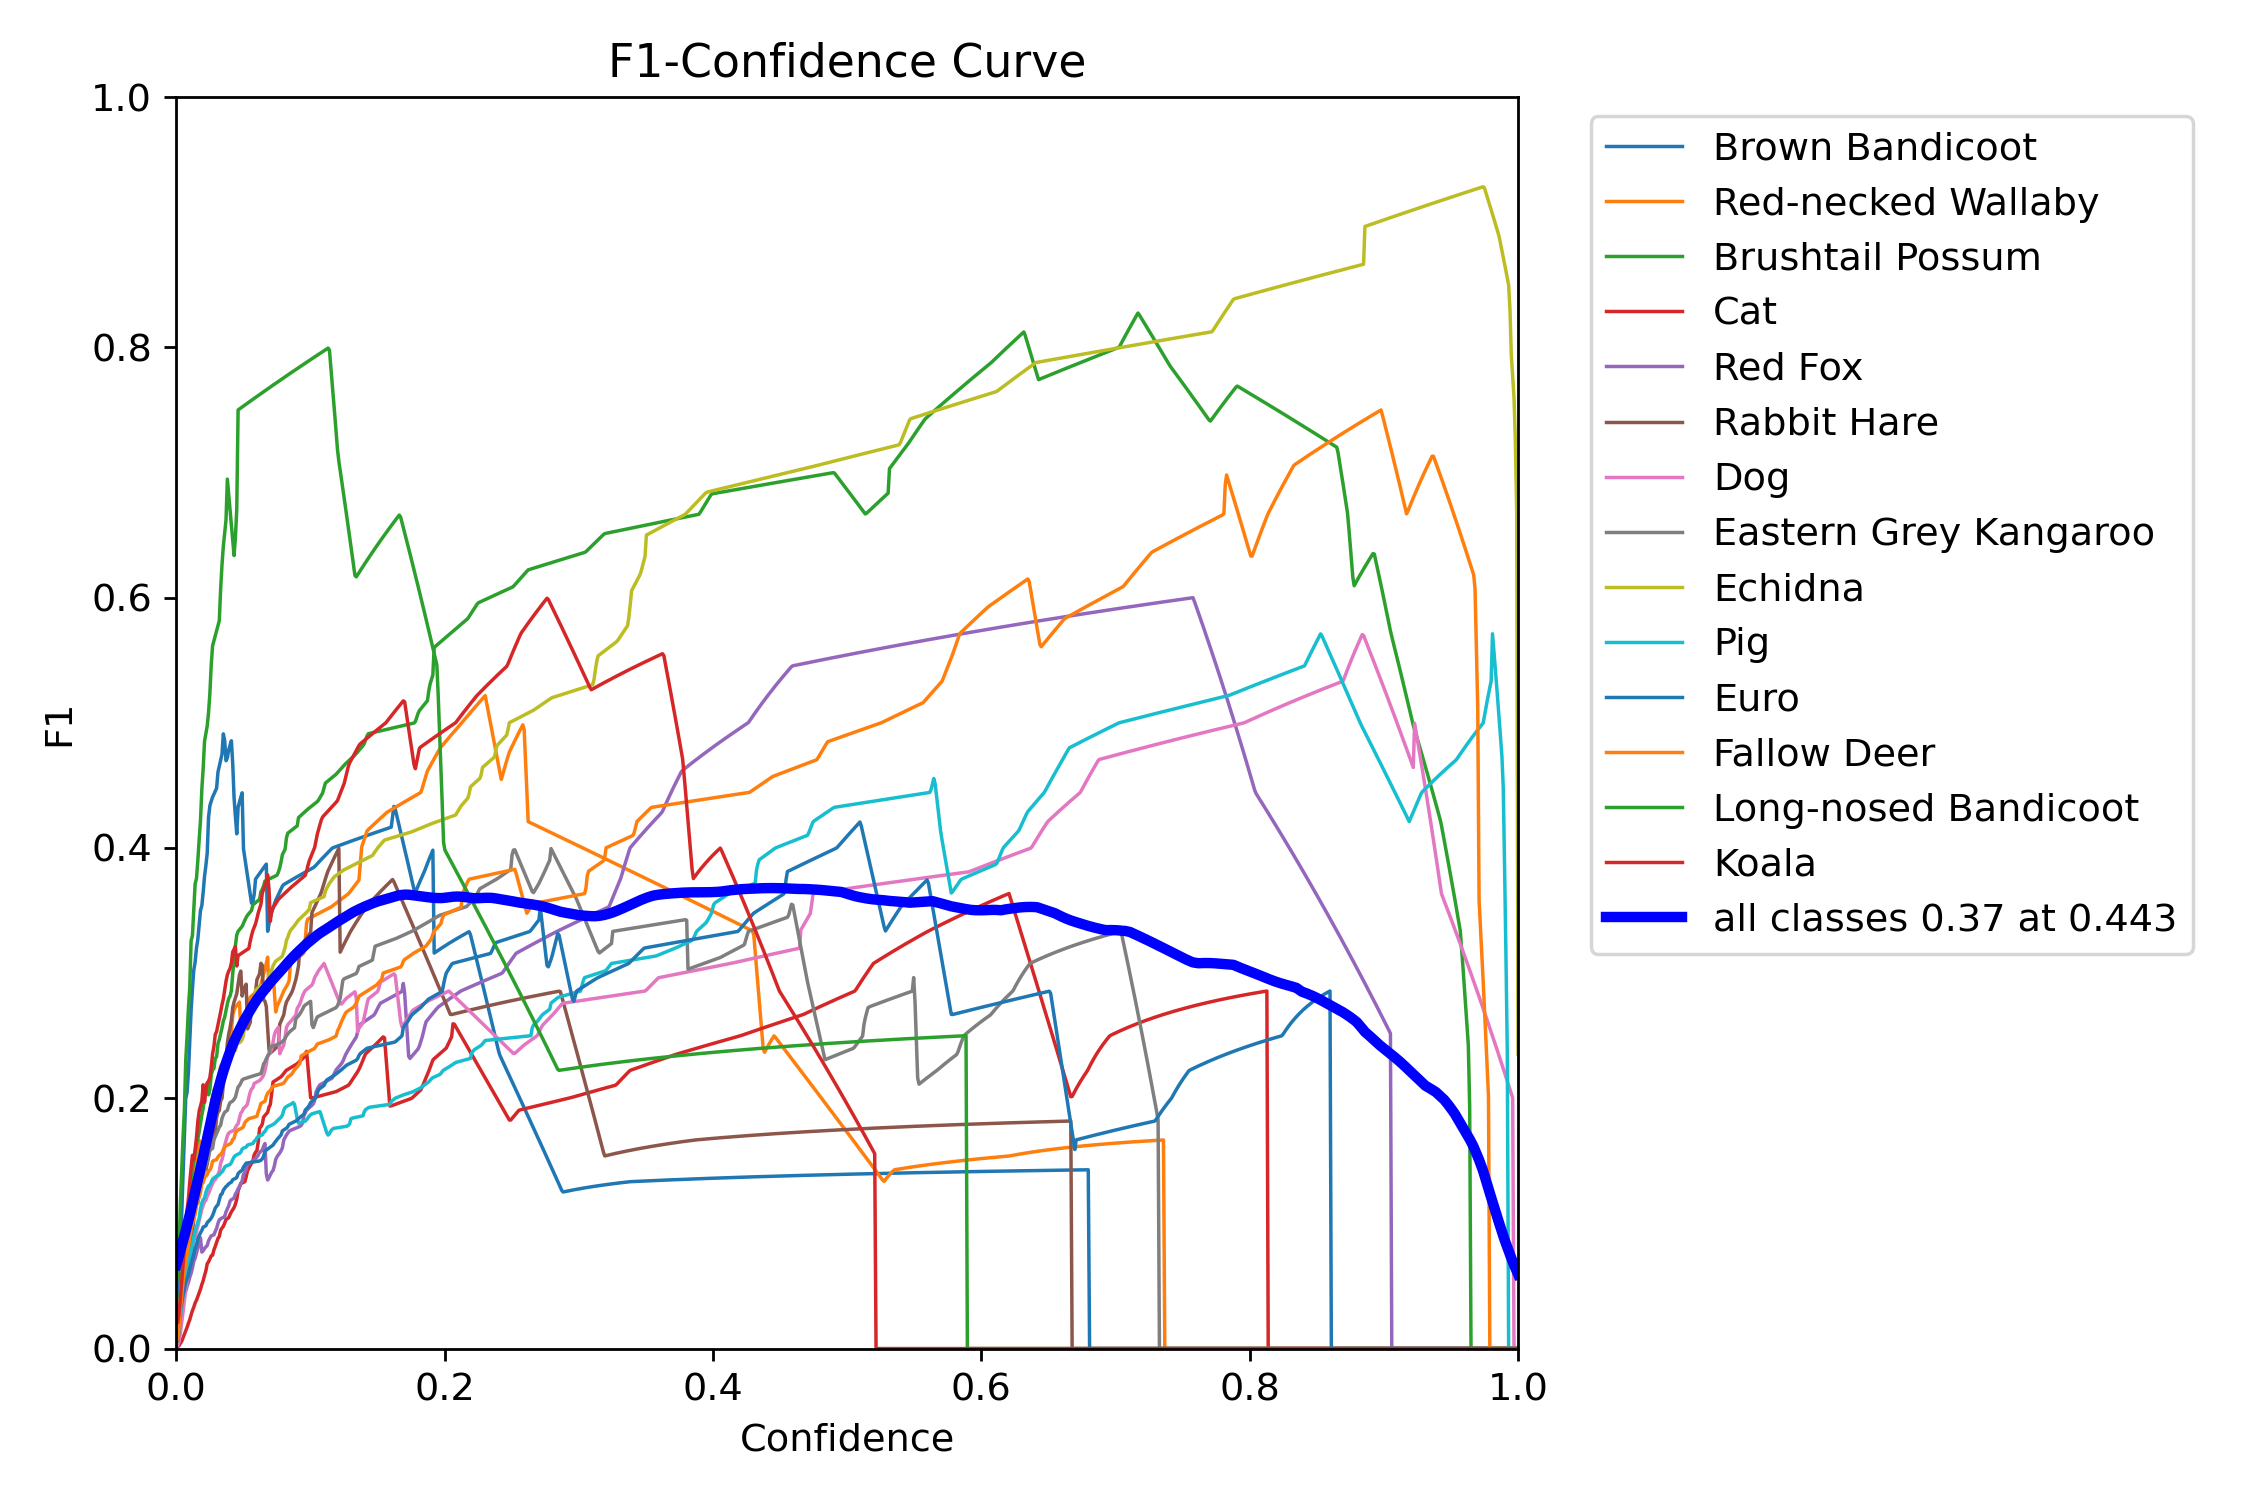 F1-Confidence Curve
1.0
0.8
0.6
0.4
0.2
0.0
F1
0.0 0.2 0.4 0.6 0.8 1.0
Confidence
Brown Bandicoot
Red-necked Wallaby
Brushtail Possum
Cat
Red Fox
Rabbit Hare
Dog
Eastern Grey Kangaroo
Echidna
Pig
Euro
Fallow Deer
Long-nosed Bandicoot
Koala
all classes 0.37 at 0.443